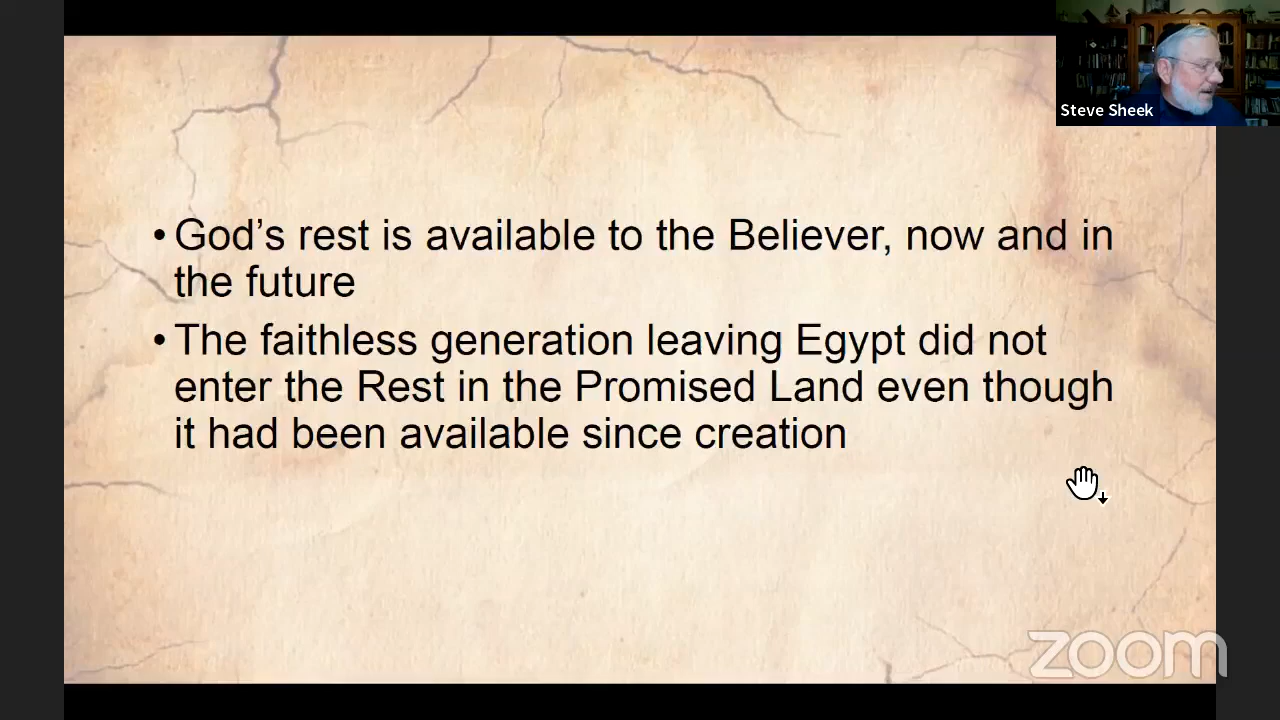 Steve Sheek
•God’s rest is available to the Believer, now and in
the future
•The faithless generation leaving Egypt did not
enter the Rest in the Promised Land even though
it had been available since creation
zoom